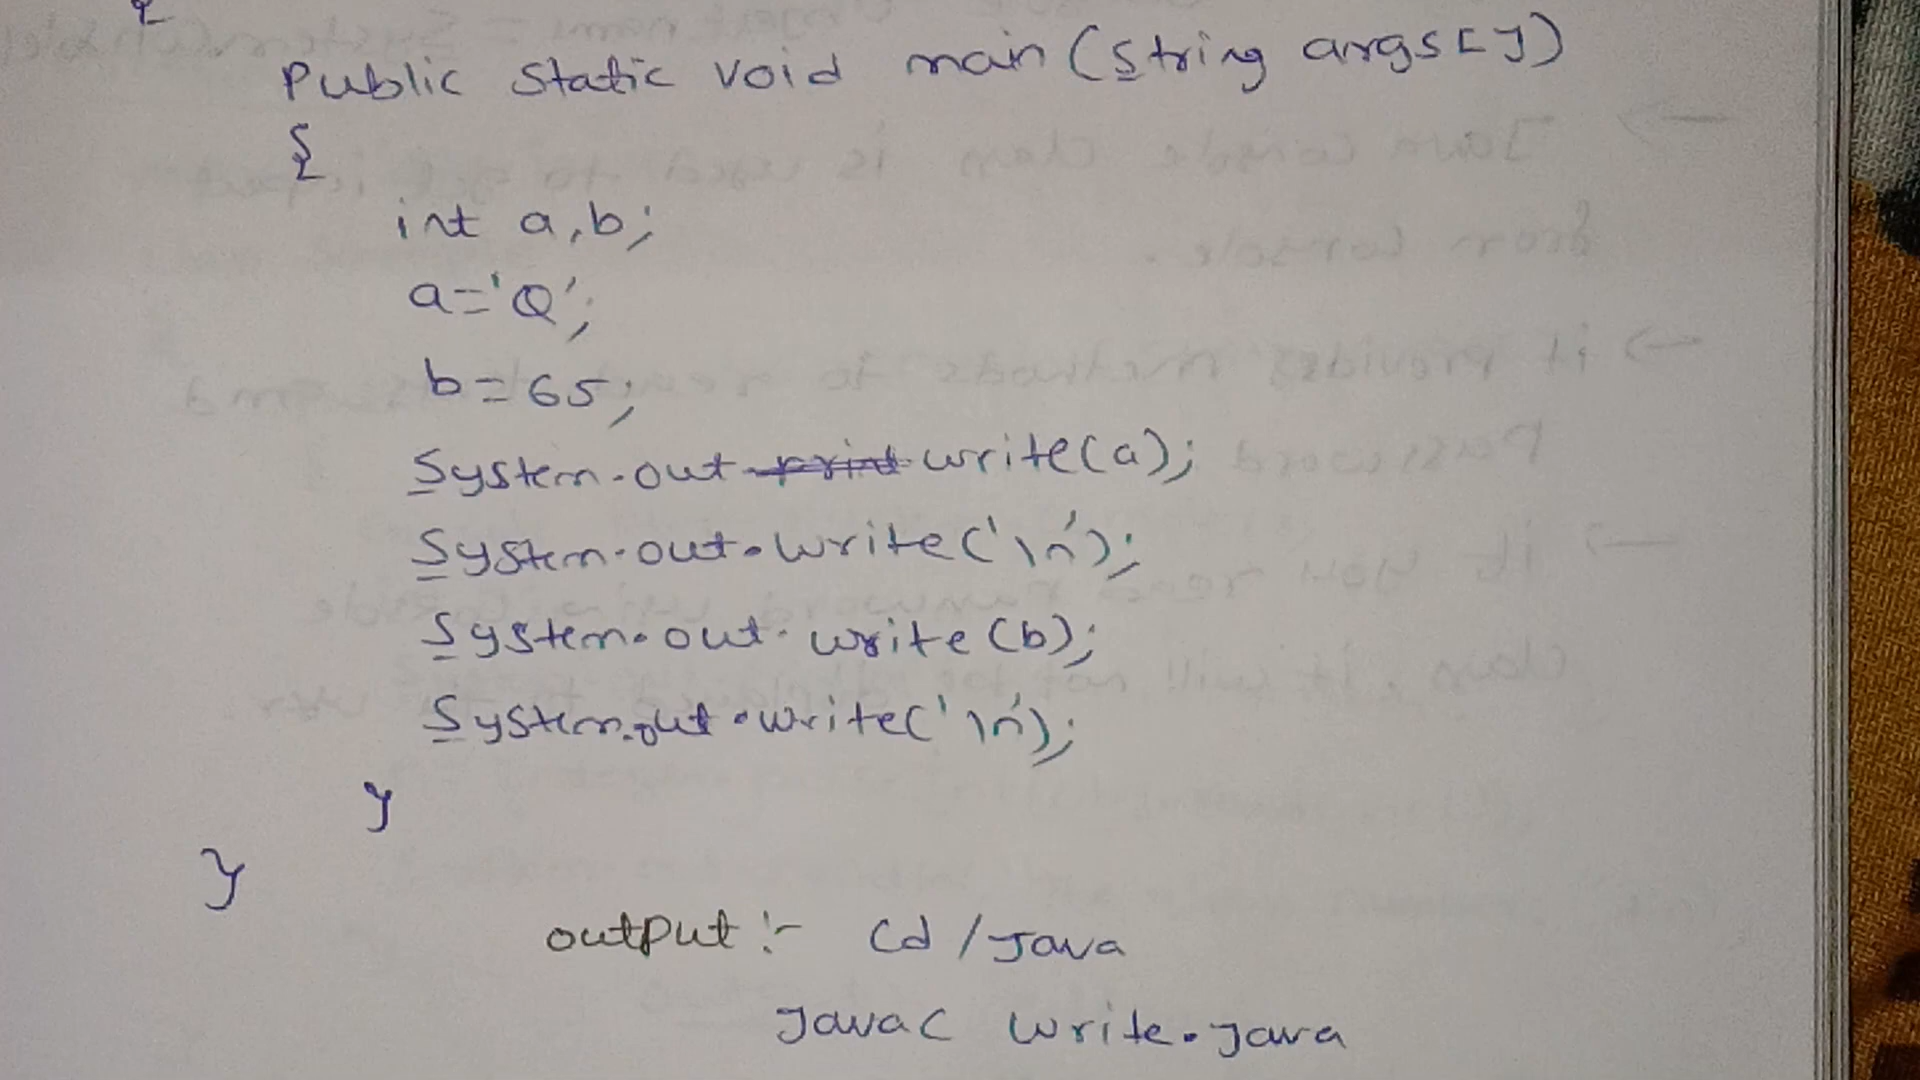 {
Public static void main (String args[])
{
int a,b;
a='Q';
b=65;
System.out print write(a);
System.out.write('\n');
System.out.write(b);
System.out.write('\n');
}
}
output :- Cd /Java
Javac Write.java